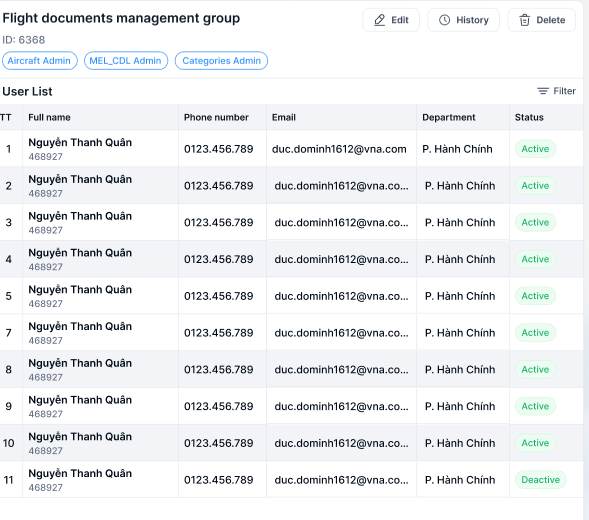 Flight documents management group
Edit
History
Delete
ID: 6368
Aircraft Admin
MEL_CDL Admin
Categories Admin
User List
Filter
TT Full name Phone number Email Department Status
1 Nguyễn Thanh Quân 0123.456.789 duc.dominh1612@vna.com P. Hành Chính Active
468927
2 Nguyễn Thanh Quân 0123.456.789 duc.dominh1612@vna.co... P. Hành Chính Active
468927
3 Nguyễn Thanh Quân 0123.456.789 duc.dominh1612@vna.co... P. Hành Chính Active
468927
4 Nguyễn Thanh Quân 0123.456.789 duc.dominh1612@vna.co... P. Hành Chính Active
468927
5 Nguyễn Thanh Quân 0123.456.789 duc.dominh1612@vna.co... P. Hành Chính Active
468927
7 Nguyễn Thanh Quân 0123.456.789 duc.dominh1612@vna.co... P. Hành Chính Active
468927
8 Nguyễn Thanh Quân 0123.456.789 duc.dominh1612@vna.co... P. Hành Chính Active
468927
9 Nguyễn Thanh Quân 0123.456.789 duc.dominh1612@vna.co... P. Hành Chính Active
468927
10 Nguyễn Thanh Quân 0123.456.789 duc.dominh1612@vna.co... P. Hành Chính Active
468927
11 Nguyễn Thanh Quân 0123.456.789 duc.dominh1612@vna.co... P. Hành Chính Deactive
468927